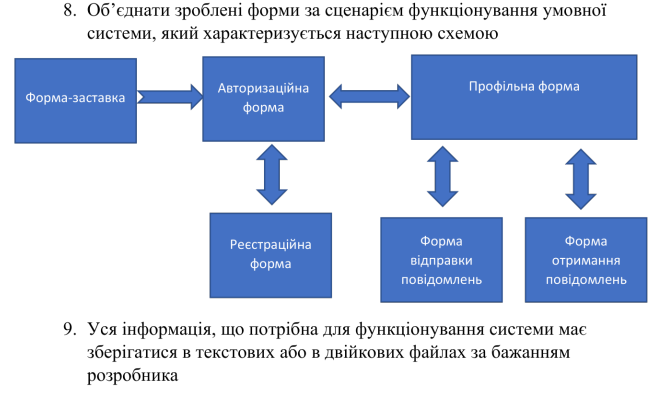 8. Об’єднати зроблені форми за сценарієм функціонування умовної
системи, який характеризується наступною схемою
Форма-заставка
Авторизаційна
форма
Профільна форма
Реєстраційна
форма
Форма
відправки
повідомлень
Форма
отримання
повідомлень
9. Уся інформація, що потрібна для функціонування системи має
зберігатися в текстових або в двійкових файлах за бажанням
розробника